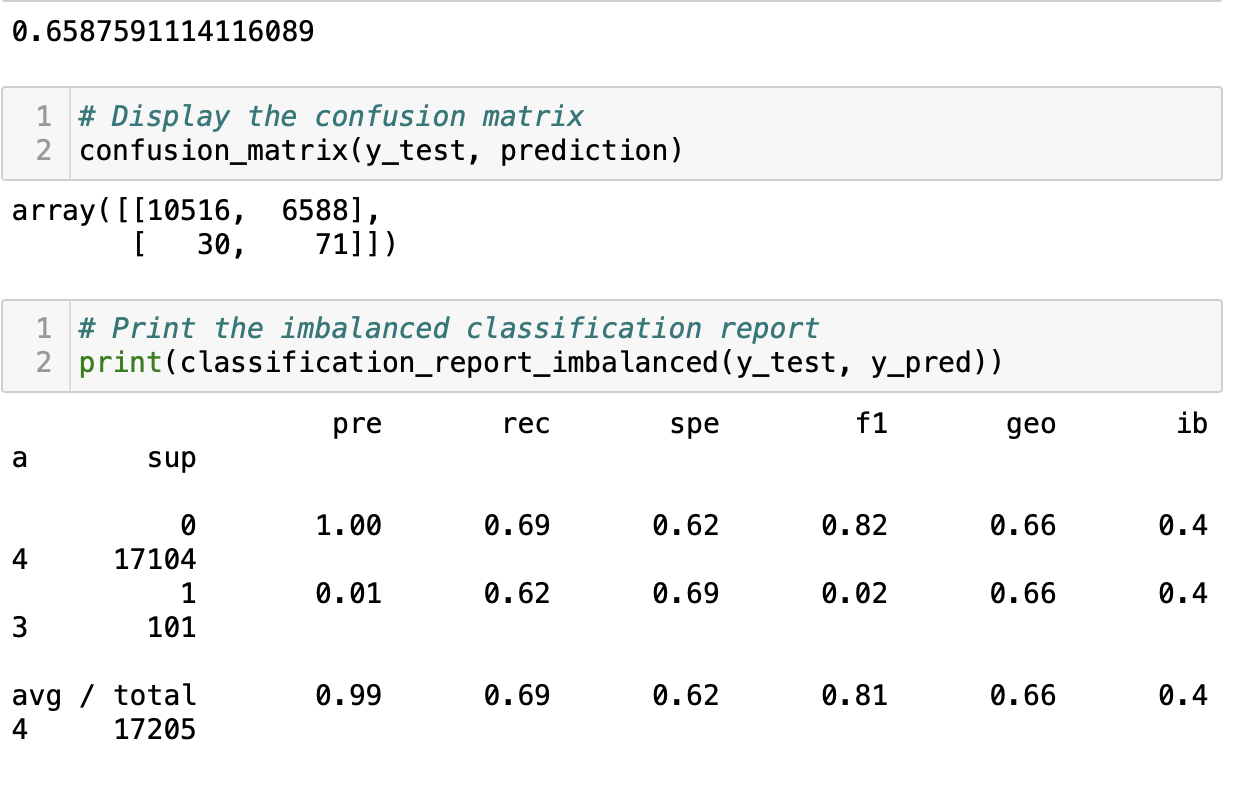 0.6587591114116089
1 # Display the confusion matrix
2 confusion_matrix(y_test, prediction)
array([[10516,  6588],
       [   30,    71]])
1 # Print the imbalanced classification report
2 print(classification_report_imbalanced(y_test, y_pred))
                   pre       rec       spe        f1       geo       ib
a       sup
          0       1.00      0.69      0.62      0.82      0.66      0.4
4     17104
          1       0.01      0.62      0.69      0.02      0.66      0.4
3       101
avg / total       0.99      0.69      0.62      0.81      0.66      0.4
4     17205